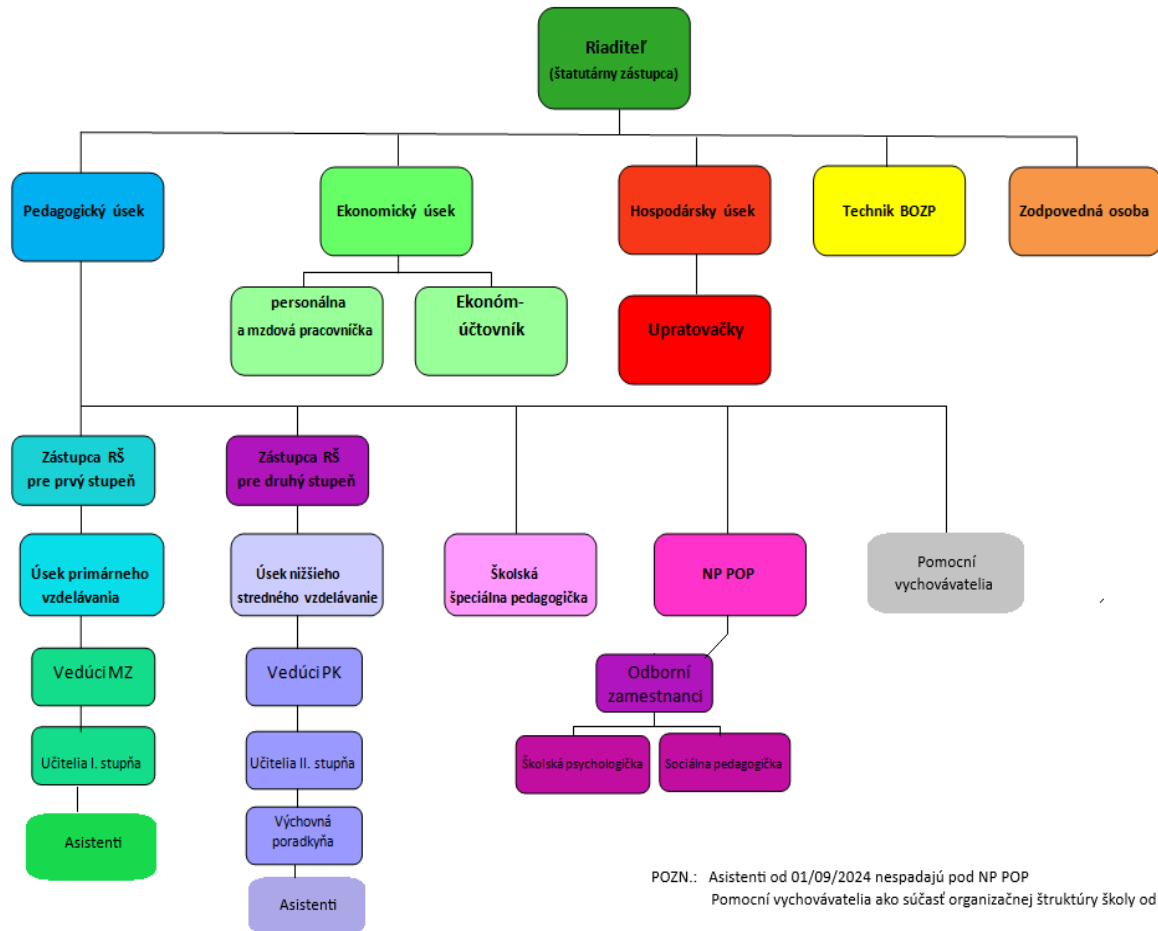 Riaditeľ
(štatutárny zástupca)
Pedagogický úsek
Ekonomický úsek
Hospodársky úsek
Technik BOZP
Zodpovedná osoba
personálna
a mzdová pracovníčka
Ekonóm-
účtovník
Upratovačky
Zástupca RŠ
pre prvý stupeň
Zástupca RŠ
pre druhý stupeň
Úsek primárneho
vzdelávania
Úsek nižšieho
stredného vzdelávanie
Školská
špeciálna pedagogička
NP POP
Pomocní
vychovávatelia
Vedúci MZ
Vedúci PK
Odborní
zamestnanci
Učitelia I. stupňa
Učitelia II. stupňa
Školská psychologička
Sociálna pedagogička
Asistenti
Výchovná
poradkyňa
Asistenti
POZN.: Asistenti od 01/09/2024 nespadajú pod NP POP
Pomocní vychovávatelia ako súčasť organizačnej štruktúry školy od